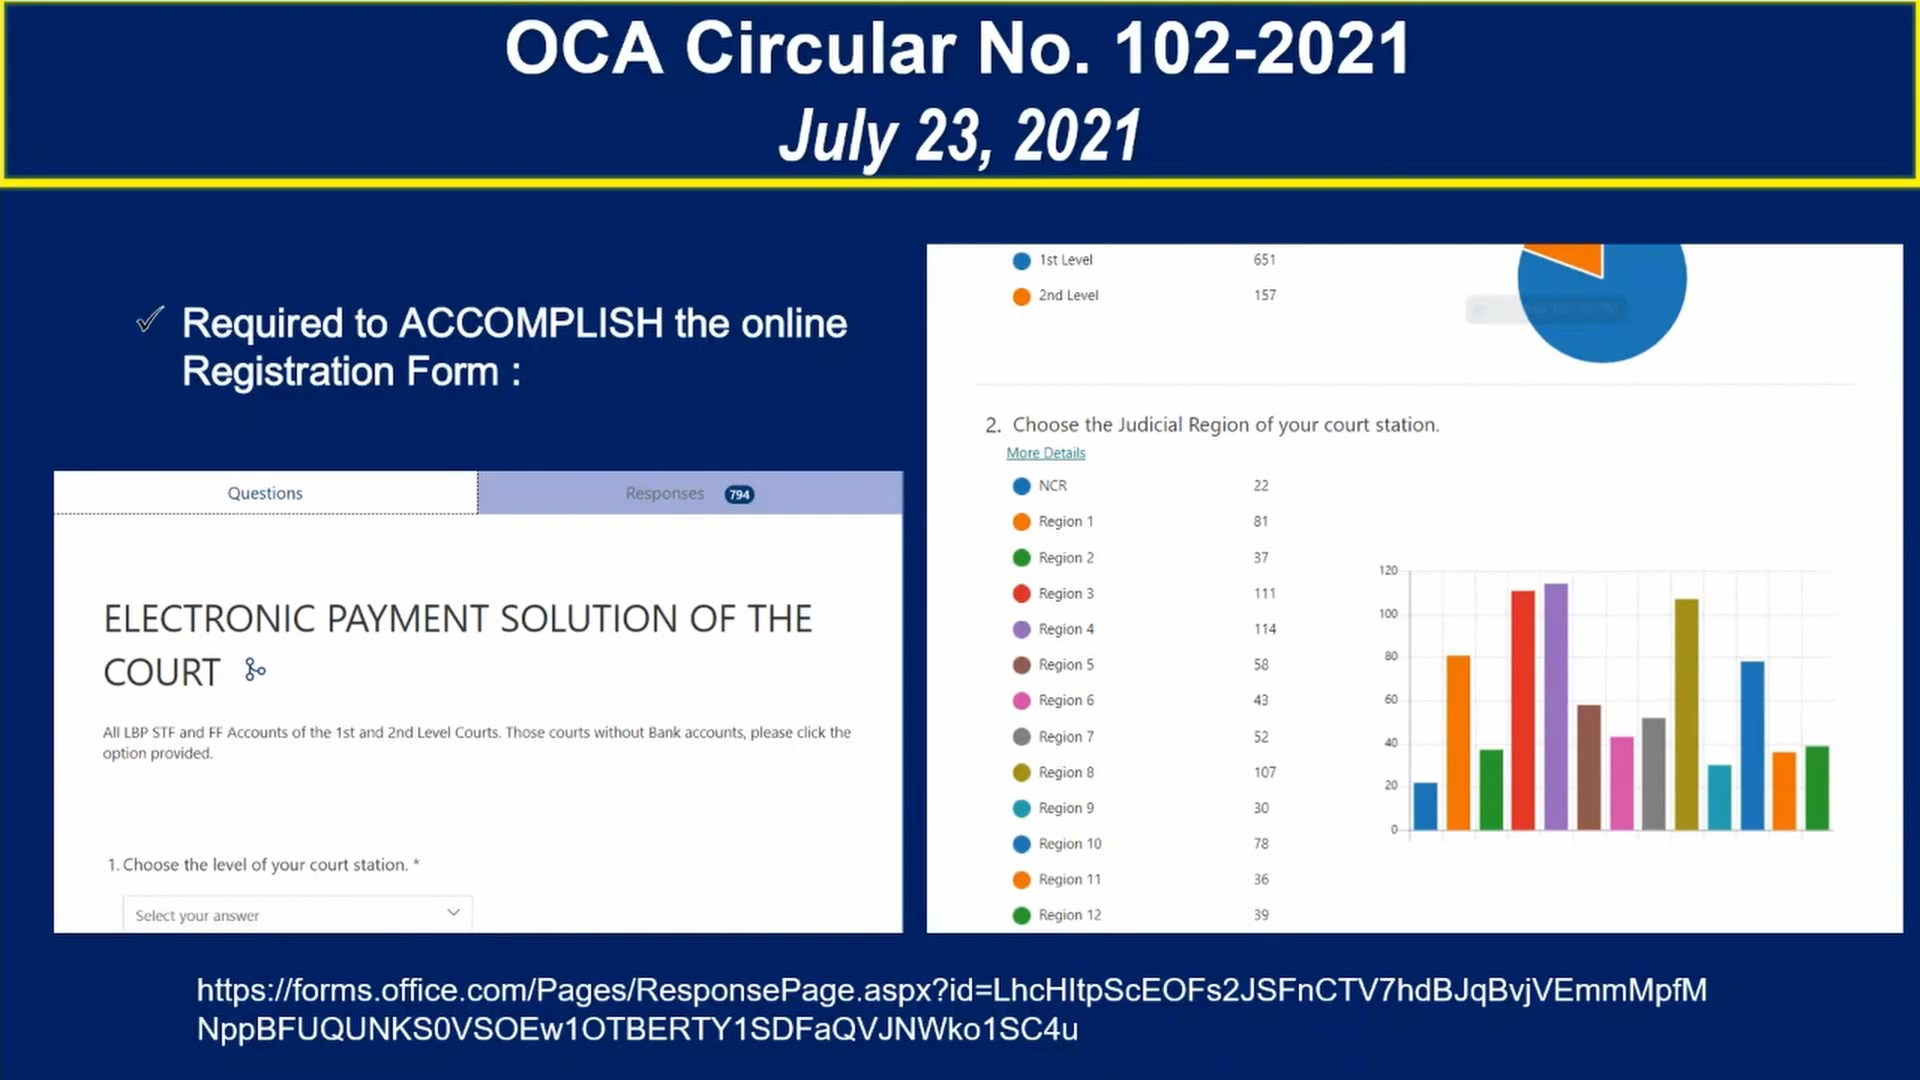 OCA Circular No. 102-2021
July 23, 2021
Required to ACCOMPLISH the online
Registration Form :
Questions
Responses 794
ELECTRONIC PAYMENT SOLUTION OF THE
COURT
All LBP STF and FF Accounts of the 1st and 2nd Level Courts. Those courts without Bank accounts, please click the
option provided.
1. Choose the level of your court station. *
Select your answer
1st Level 651
2nd Level 157
2. Choose the Judicial Region of your court station.
More Details
NCR 22
Region 1 81
Region 2 37
Region 3 111
Region 4 114
Region 5 58
Region 6 43
Region 7 52
Region 8 107
Region 9 30
Region 10 78
Region 11 36
Region 12 39
120
100
80
60
40
20
0
https://forms.office.com/Pages/ResponsePage.aspx?id=LhcHItpScEOFs2JSFnCTV7hdBJqBvjVEmmMpfM
NppBFUQUNKS0VSOEw1OTBERTY1SDFaQVJNWko1SC4u